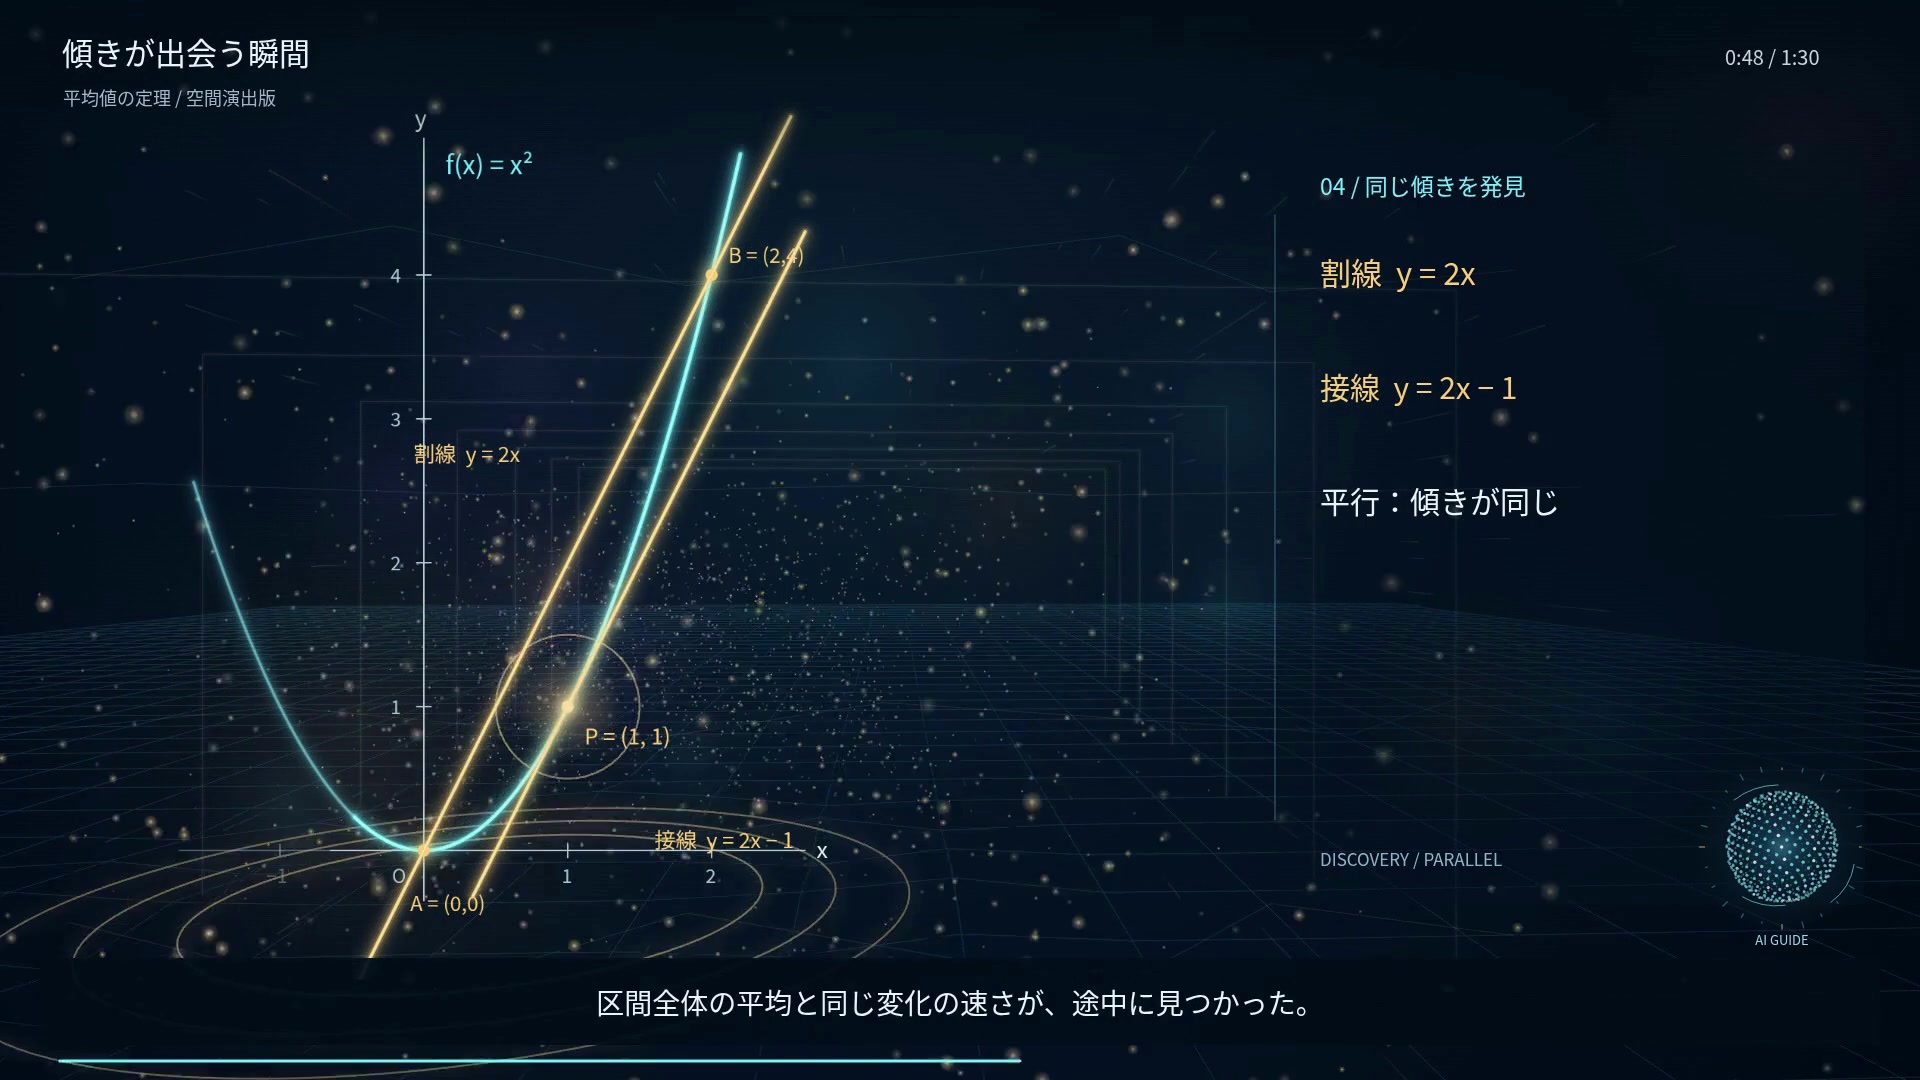 傾きが出会う瞬間
0:48 / 1:30
平均値の定理 / 空間演出版
y
f(x) = x²
04 / 同じ傾きを発見
B = (2,4)
割線 y = 2x
4
接線 y = 2x − 1
3
割線 y = 2x
平行：傾きが同じ
2
1
P = (1, 1)
接線 y = 2x − 1
x
−1
O
1
2
A = (0,0)
DISCOVERY / PARALLEL
AI GUIDE
区間全体の平均と同じ変化の速さが、途中に見つかった。